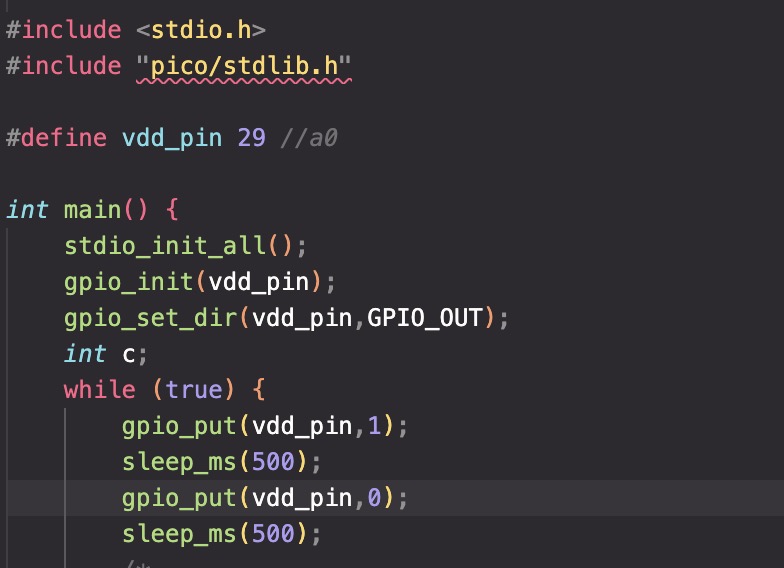 #include <stdio.h>
#include "pico/stdlib.h"
#define vdd_pin 29 //a0
int main() {
stdio_init_all();
gpio_init(vdd_pin);
gpio_set_dir(vdd_pin,GPIO_OUT);
int c;
while (true) {
gpio_put(vdd_pin,1);
sleep_ms(500);
gpio_put(vdd_pin,0);
sleep_ms(500);
/*